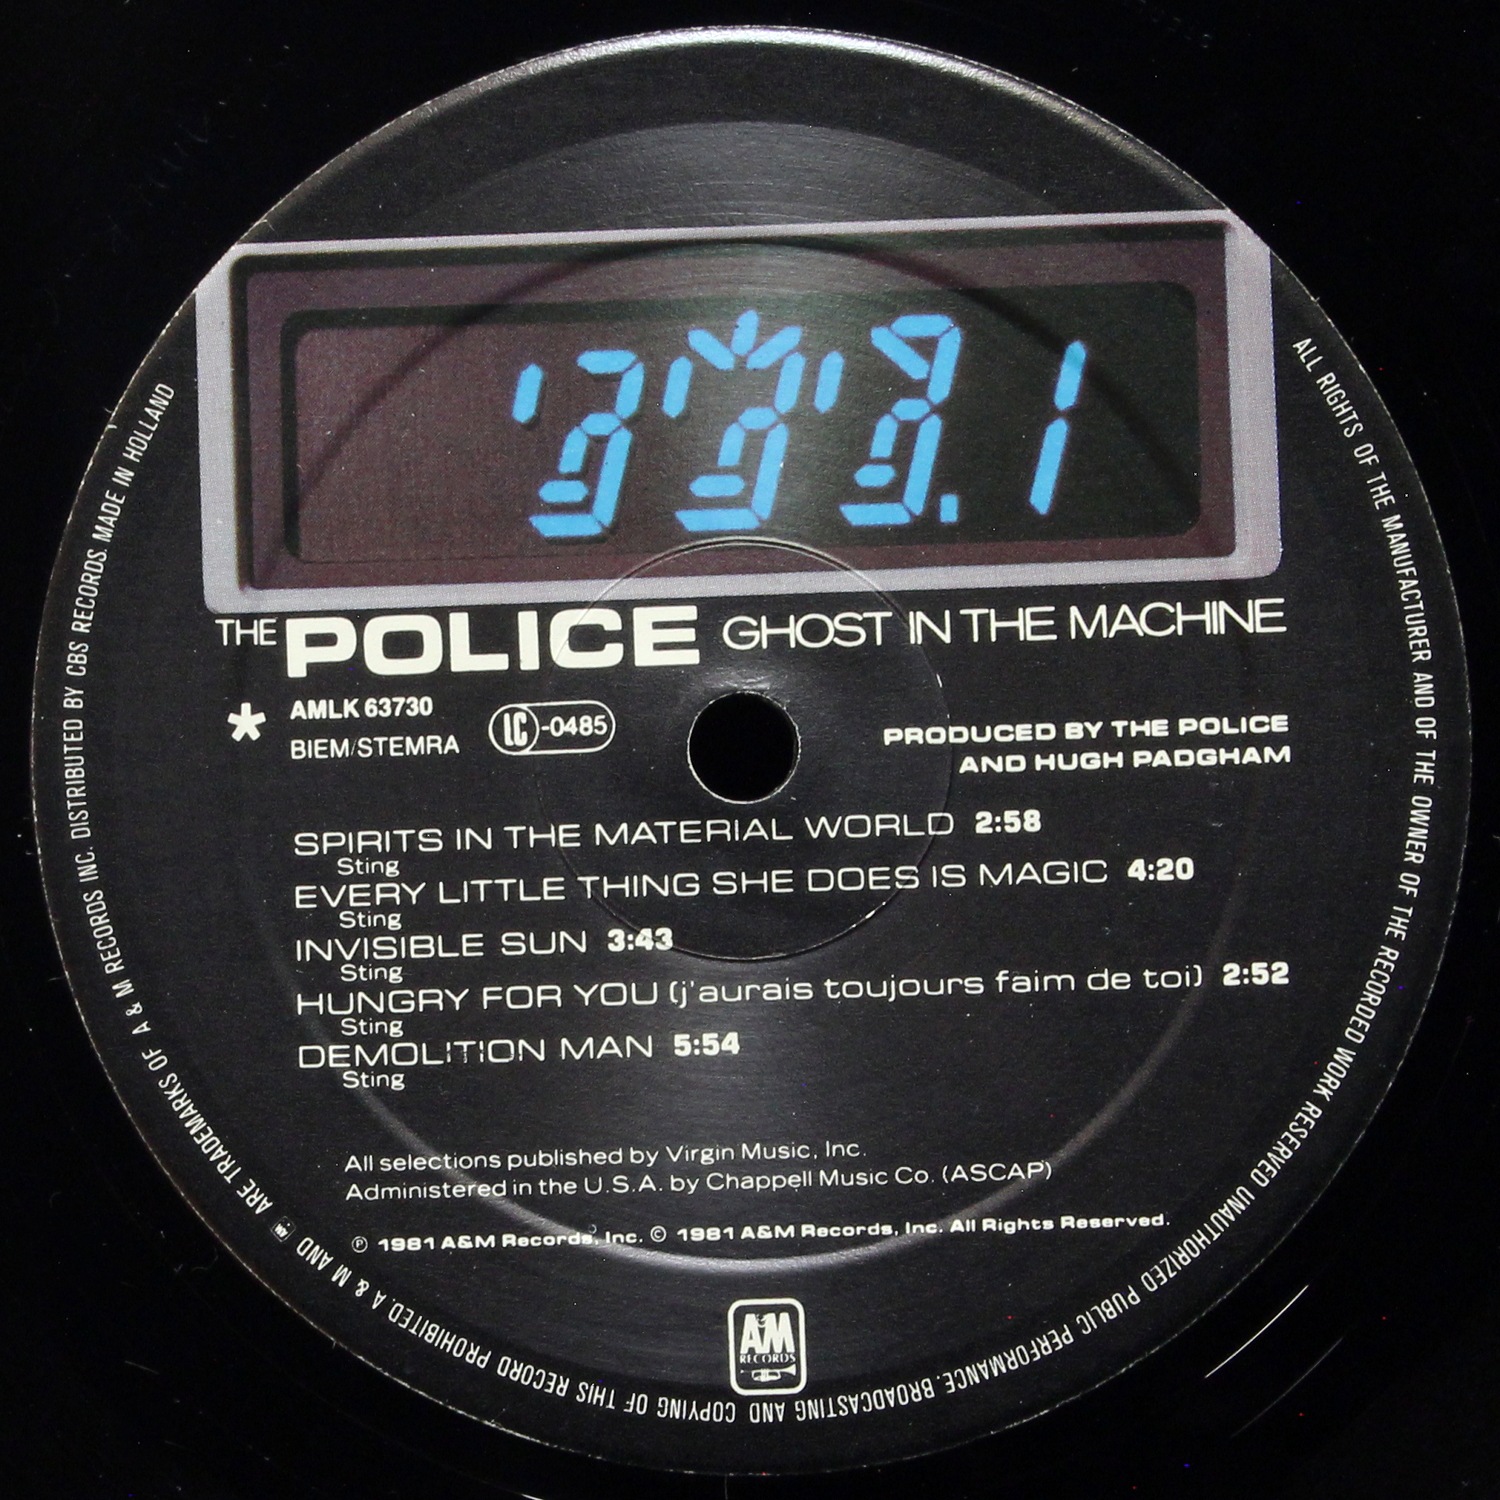 THE POLICE GHOST IN THE MACHINE
* AMLK 63730
BIEM/STEMRA
LC-0485
PRODUCED BY THE POLICE
AND HUGH PADGHAM
SPIRITS IN THE MATERIAL WORLD 2:58
Sting
EVERY LITTLE THING SHE DOES IS MAGIC 4:20
Sting
INVISIBLE SUN 3:43
Sting
HUNGRY FOR YOU (j'aurais toujours faim de toi) 2:52
Sting
DEMOLITION MAN 5:54
Sting
All selections published by Virgin Music, Inc.
Administered in the U.S.A. by Chappell Music Co. (ASCAP)
℗ 1981 A&M Records, Inc. © 1981 A&M Records, Inc. All Rights Reserved.
AM
RECORDS
ALL RIGHTS OF THE MANUFACTURER AND OF THE OWNER OF THE RECORDED WORK RESERVED UNAUTHORIZED PUBLIC PERFORMANCE. BROADCASTING AND COPYING OF THIS RECORD PROHIBITED. A & M AND AM ARE TRADEMARKS OF A & M RECORDS INC. DISTRIBUTED BY CBS RECORDS. MADE IN HOLLAND